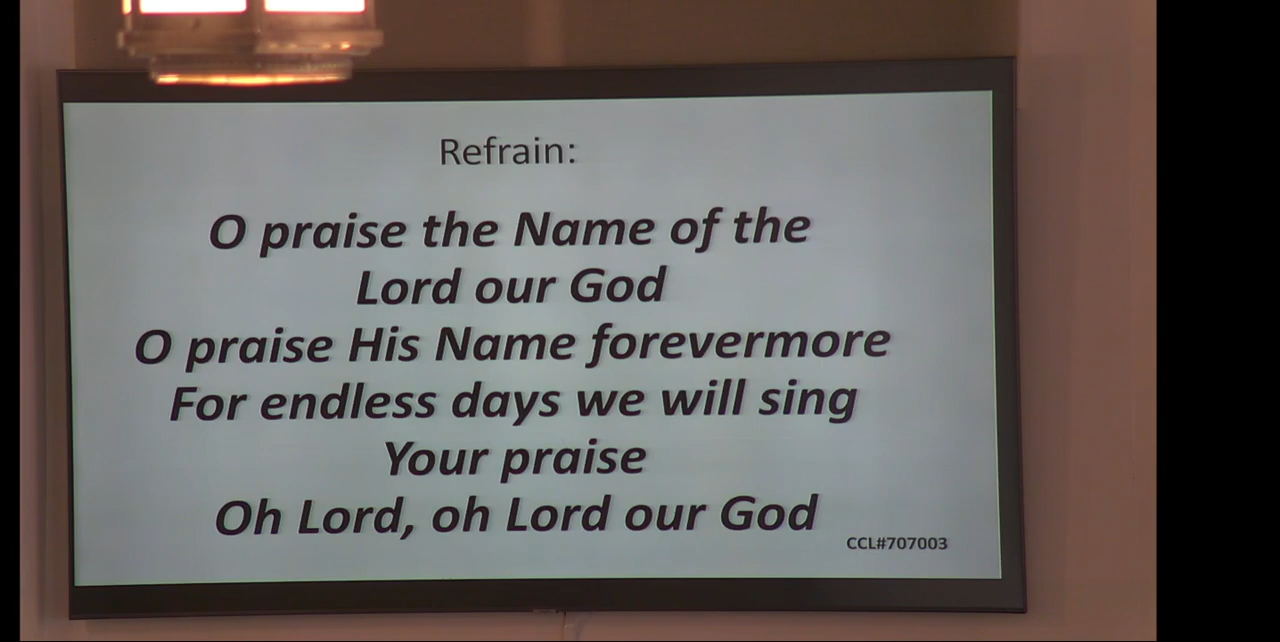 Refrain:
O praise the Name of the
Lord our God
O praise His Name forevermore
For endless days we will sing
Your praise
Oh Lord, oh Lord our God
CCL#707003